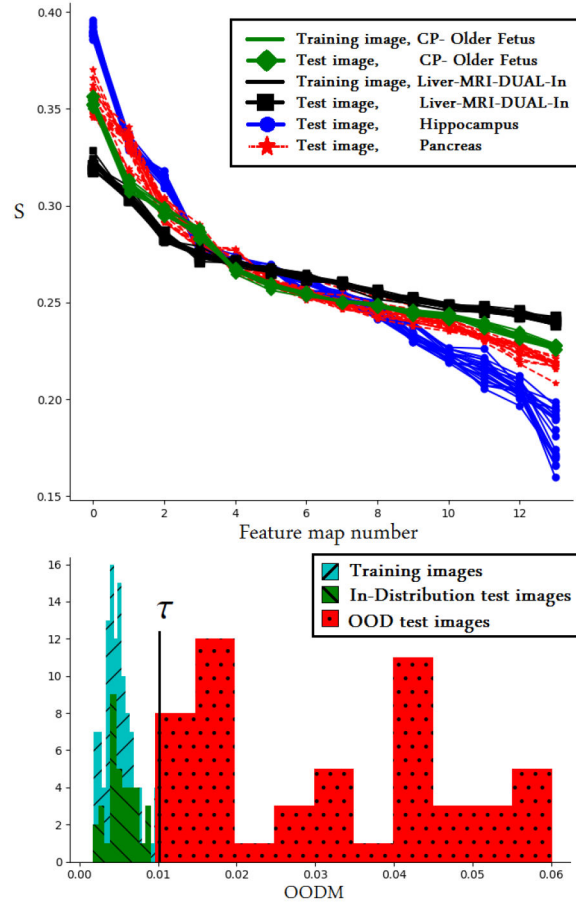 Training image, CP- Older Fetus
Test image, CP- Older Fetus
Training image, Liver-MRI-DUAL-In
Test image, Liver-MRI-DUAL-In
Test image, Hippocampus
Test image, Pancreas
0.35
0.30
S
0.25
0.20
0.15
0 2 4 6 8 10 12
Feature map number
16
14
12
10
8
6
4
2
0
τ
Training images
In-Distribution test images
OOD test images
0.00 0.01 0.02 0.03 0.04 0.05 0.06
OODM